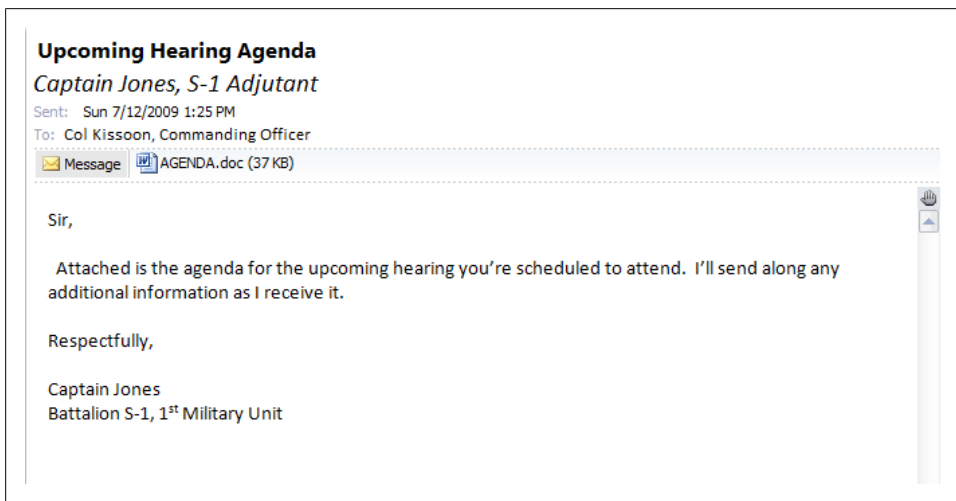 Upcoming Hearing Agenda
Captain Jones, S-1 Adjutant
Sent: Sun 7/12/2009 1:25 PM
To: Col Kissoon, Commanding Officer
Message AGENDA.doc (37 KB)
Sir,
Attached is the agenda for the upcoming hearing you're scheduled to attend. I'll send along any
additional information as I receive it.
Respectfully,
Captain Jones
Battalion S-1, 1st Military Unit